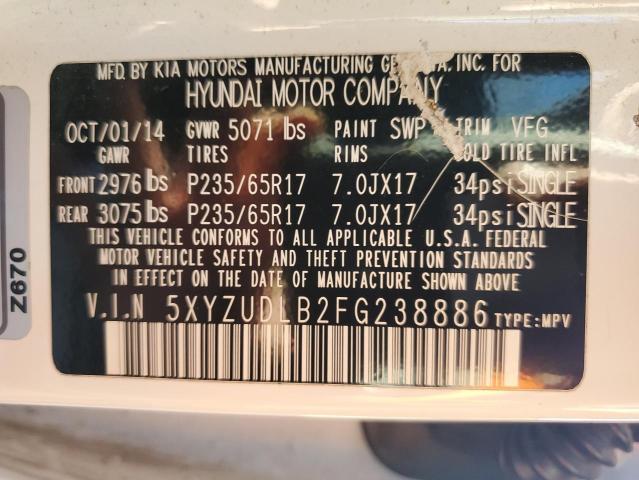 MFD. BY KIA MOTORS MANUFACTURING GEORGIA, INC. FOR
HYUNDAI MOTOR COMPANY
OCT/01/14 GVWR 5071 lbs PAINT SWP TRIM VFG
GAWR TIRES RIMS COLD TIRE INFL
FRONT 2976 lbs P235/65R17 7.0JX17 34psi SINGLE
REAR 3075 lbs P235/65R17 7.0JX17 34psi SINGLE
THIS VEHICLE CONFORMS TO ALL APPLICABLE U.S.A. FEDERAL
MOTOR VEHICLE SAFETY AND THEFT PREVENTION STANDARDS
IN EFFECT ON THE DATE OF MANUFACTURE SHOWN ABOVE
V.I.N 5XYZUDLB2FG238886 TYPE:MPV
Z670